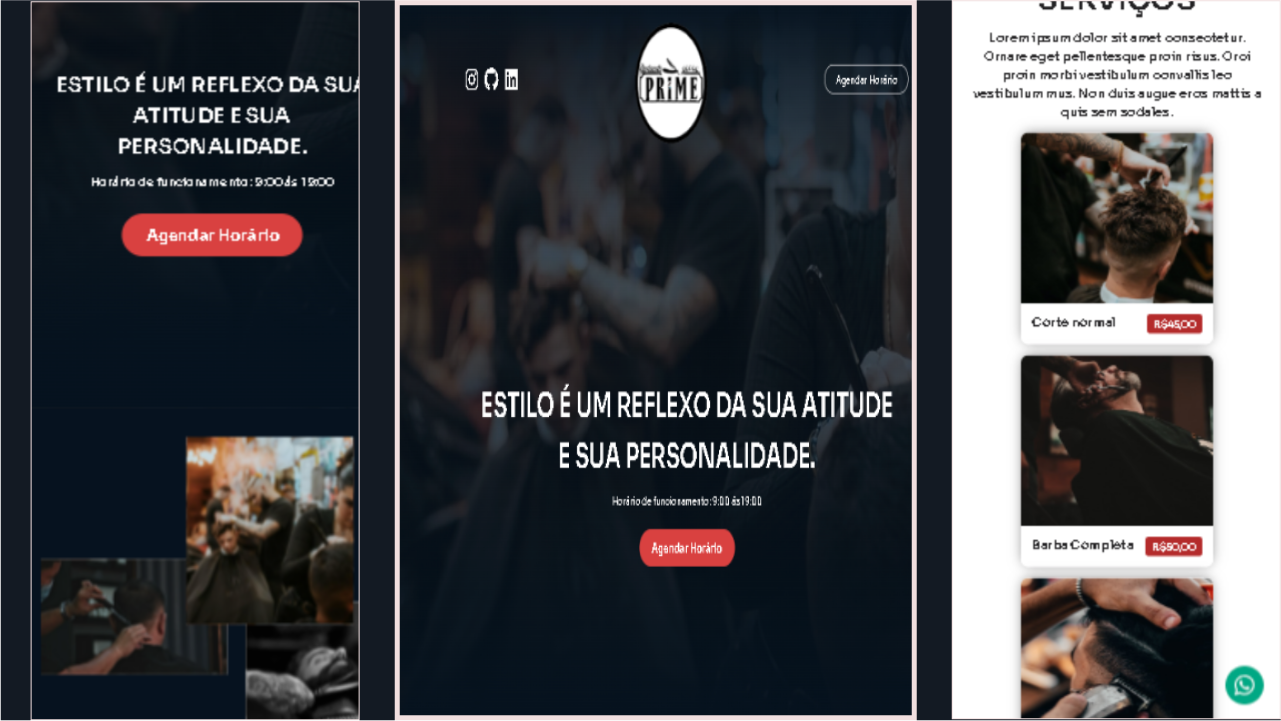 ESTILO É UM REFLEXO DA SUA
ATITUDE E SUA
PERSONALIDADE.
Horário de funcionamento: 9:00 ás 19:00
Agendar Horário
PRIME
Agendar Horário
ESTILO É UM REFLEXO DA SUA ATITUDE
E SUA PERSONALIDADE.
Horário de funcionamento: 9:00 ás 19:00
Agendar Horário
SERVIÇOS
Lorem ipsum dolor sit amet consectetur.
Ornare eget pellentesque proin risus. Orci
proin morbi vestibulum convallis leo
vestibulum mus. Non duis augue eros mattis a
quis sem sodales.
Corte normal
R$45,00
Barba Completa
R$50,00